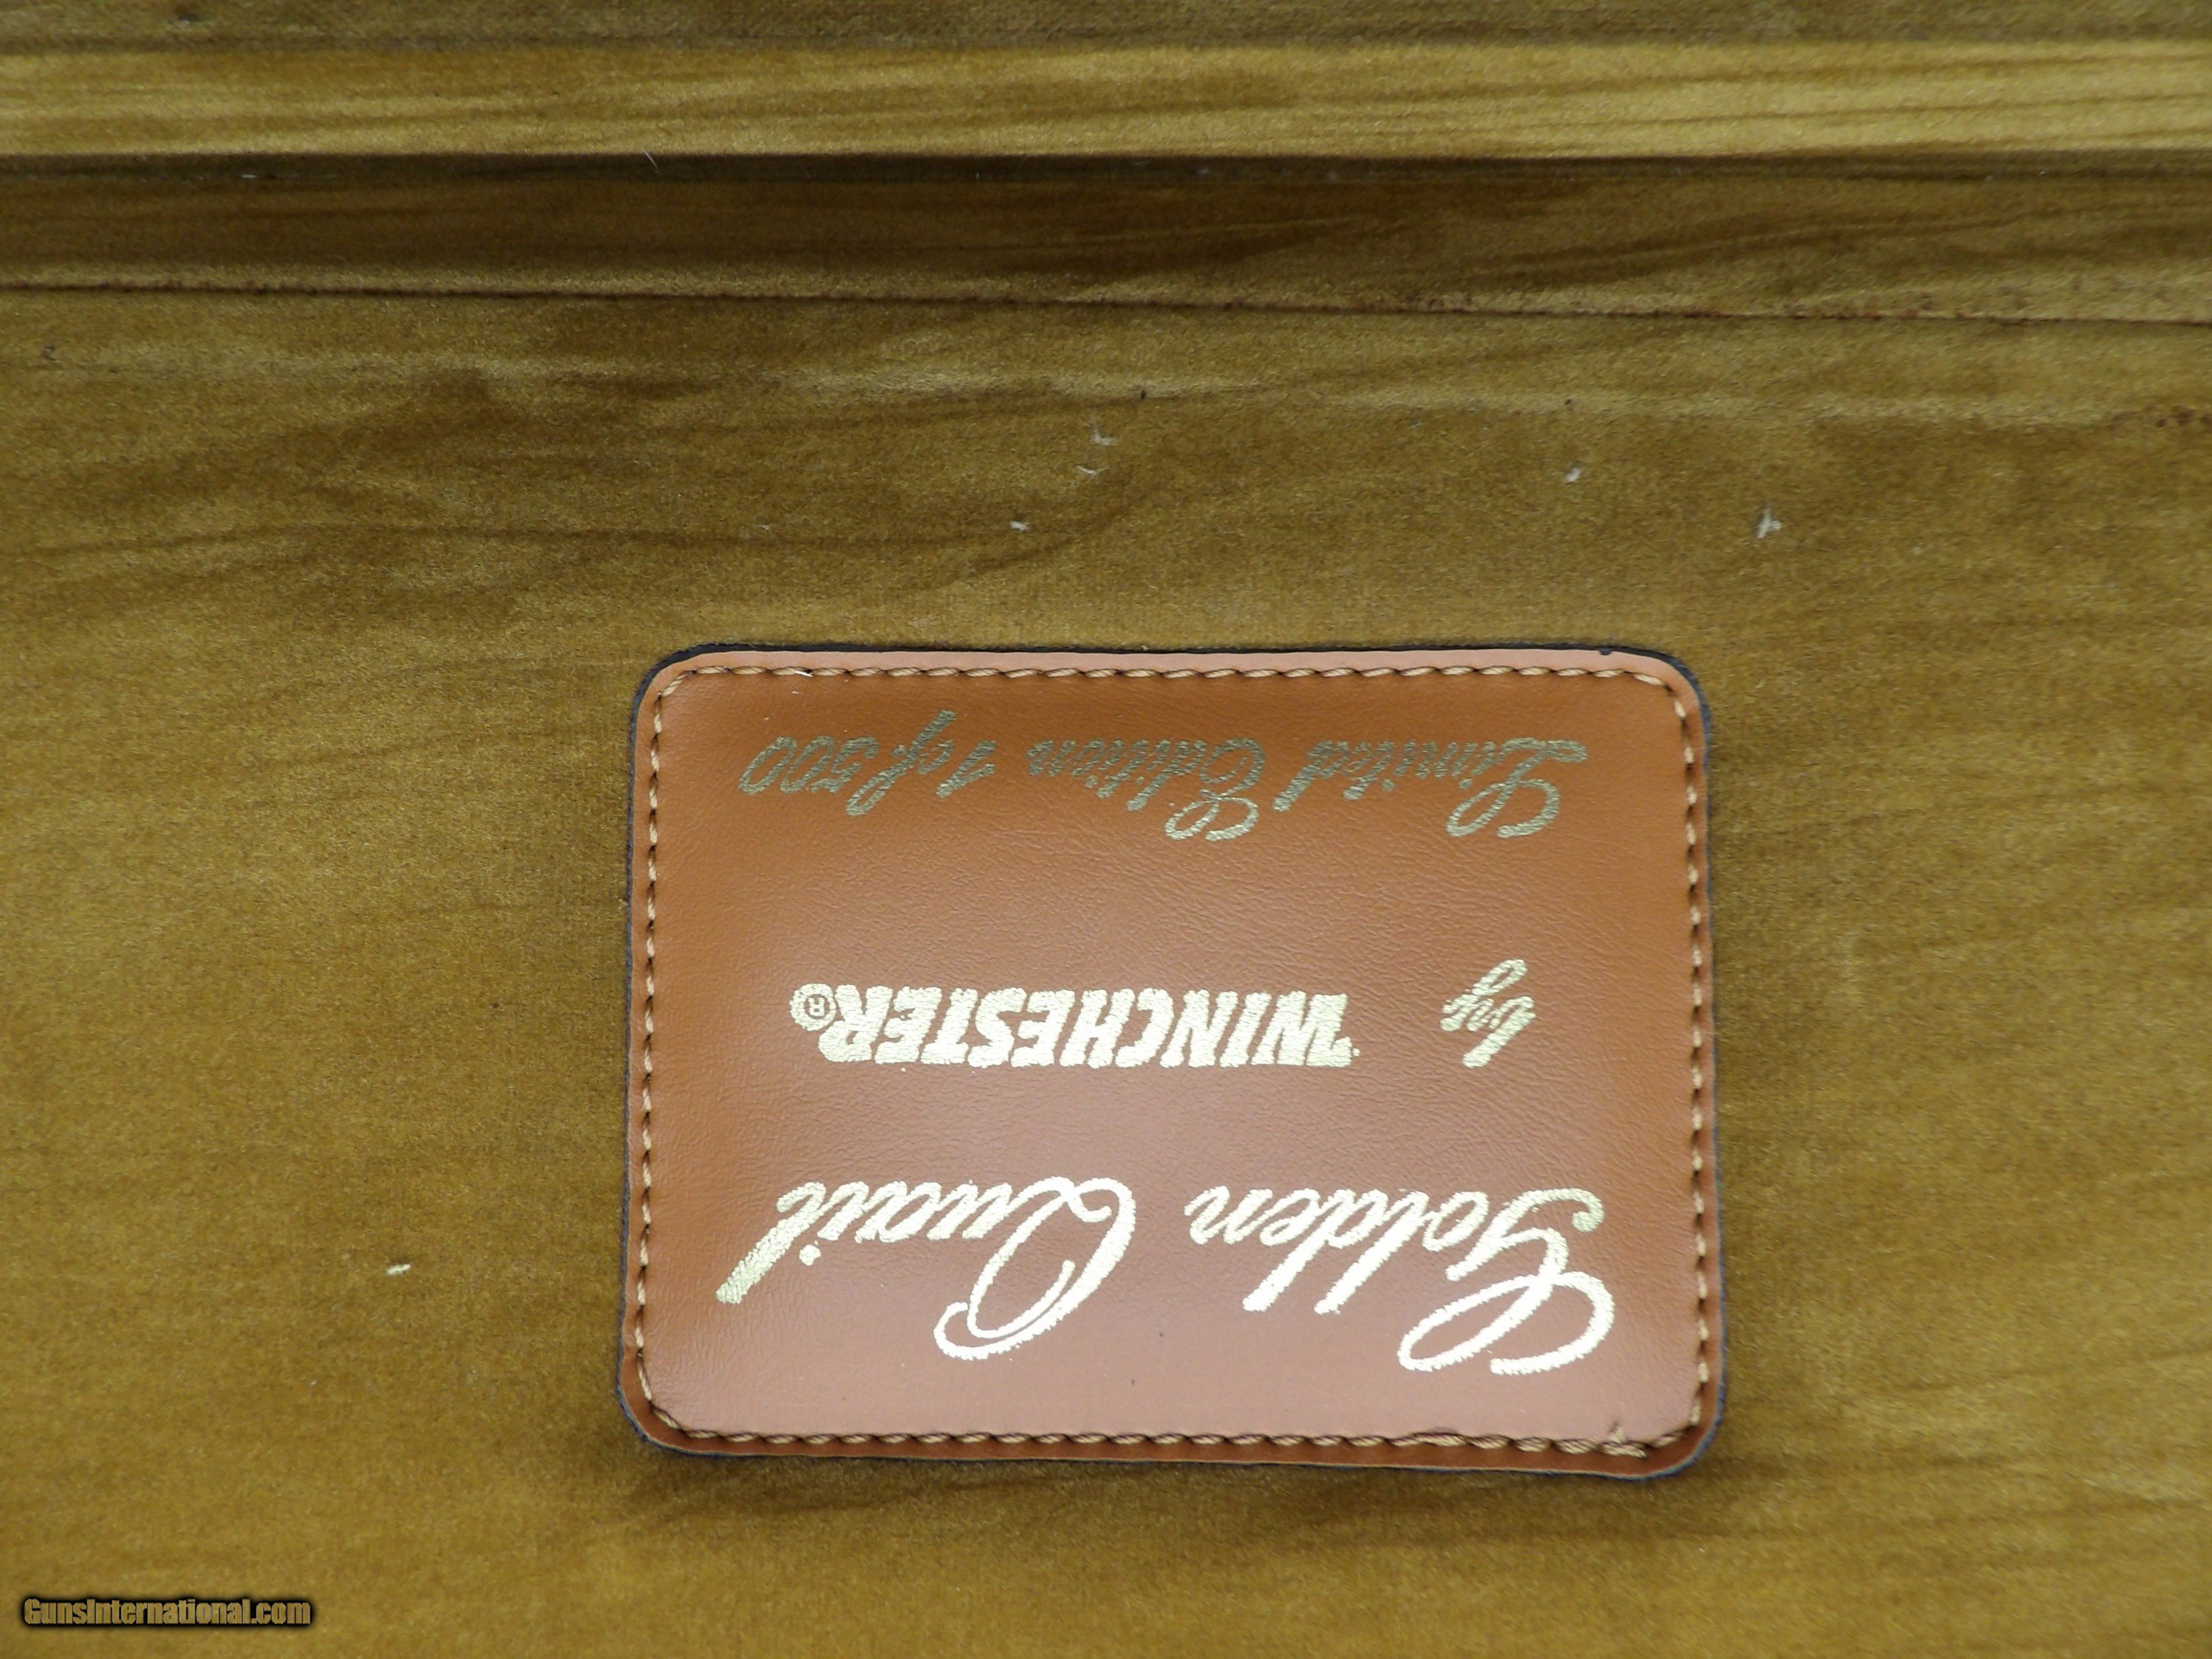 Golden Quail
by WINCHESTER®
Limited Edition 1 of 500
GunsInternational.com